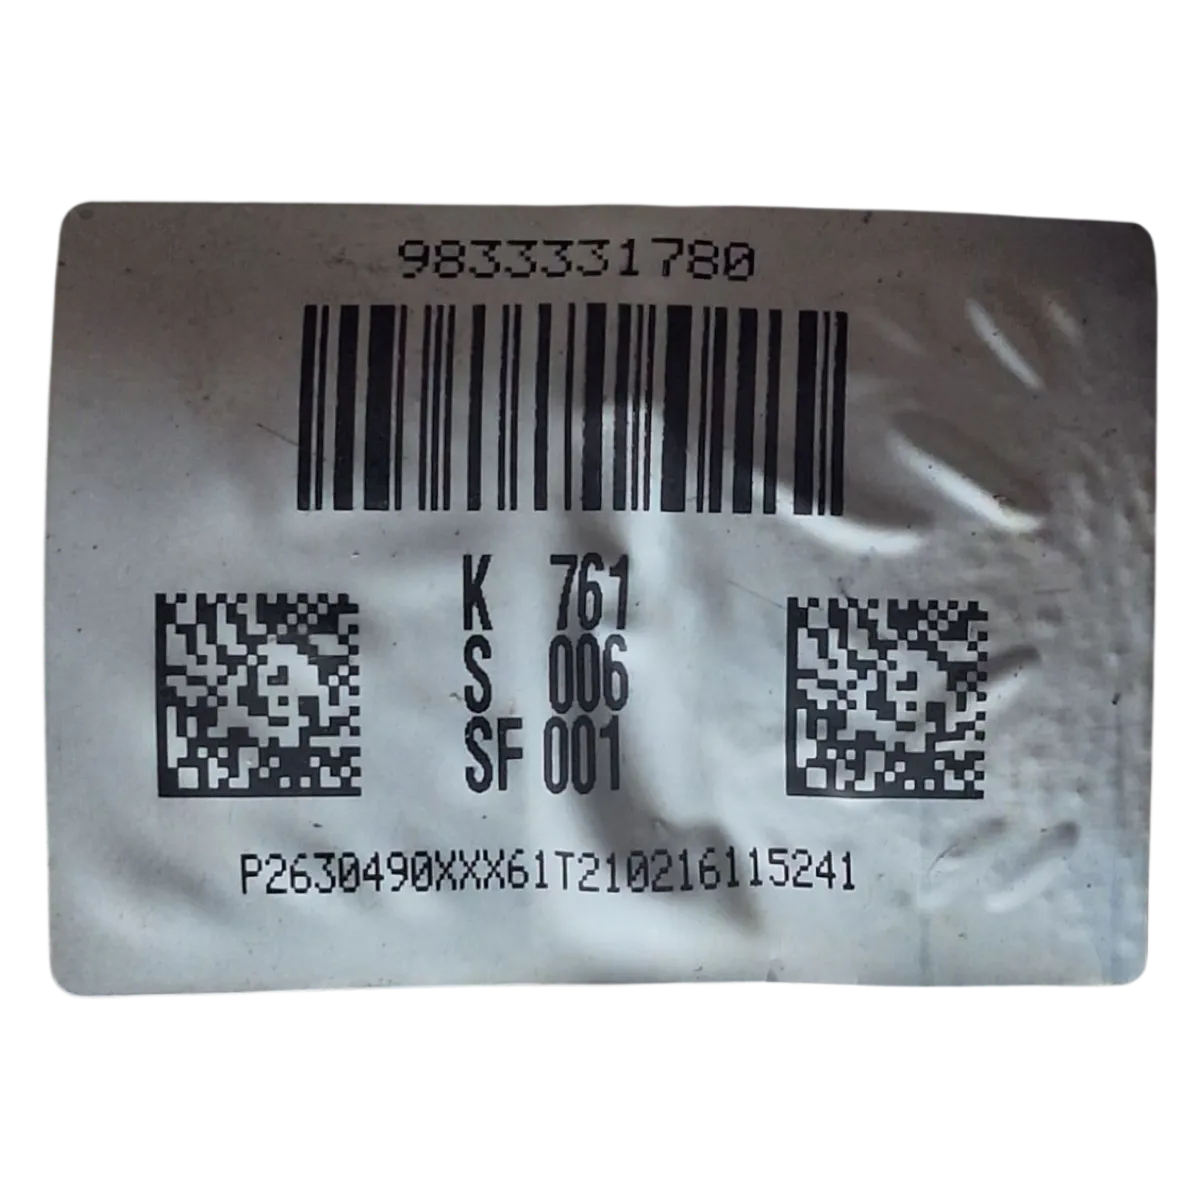 9833331780
K 761
S 006
SF 001
P2630490XXX61T210216115241